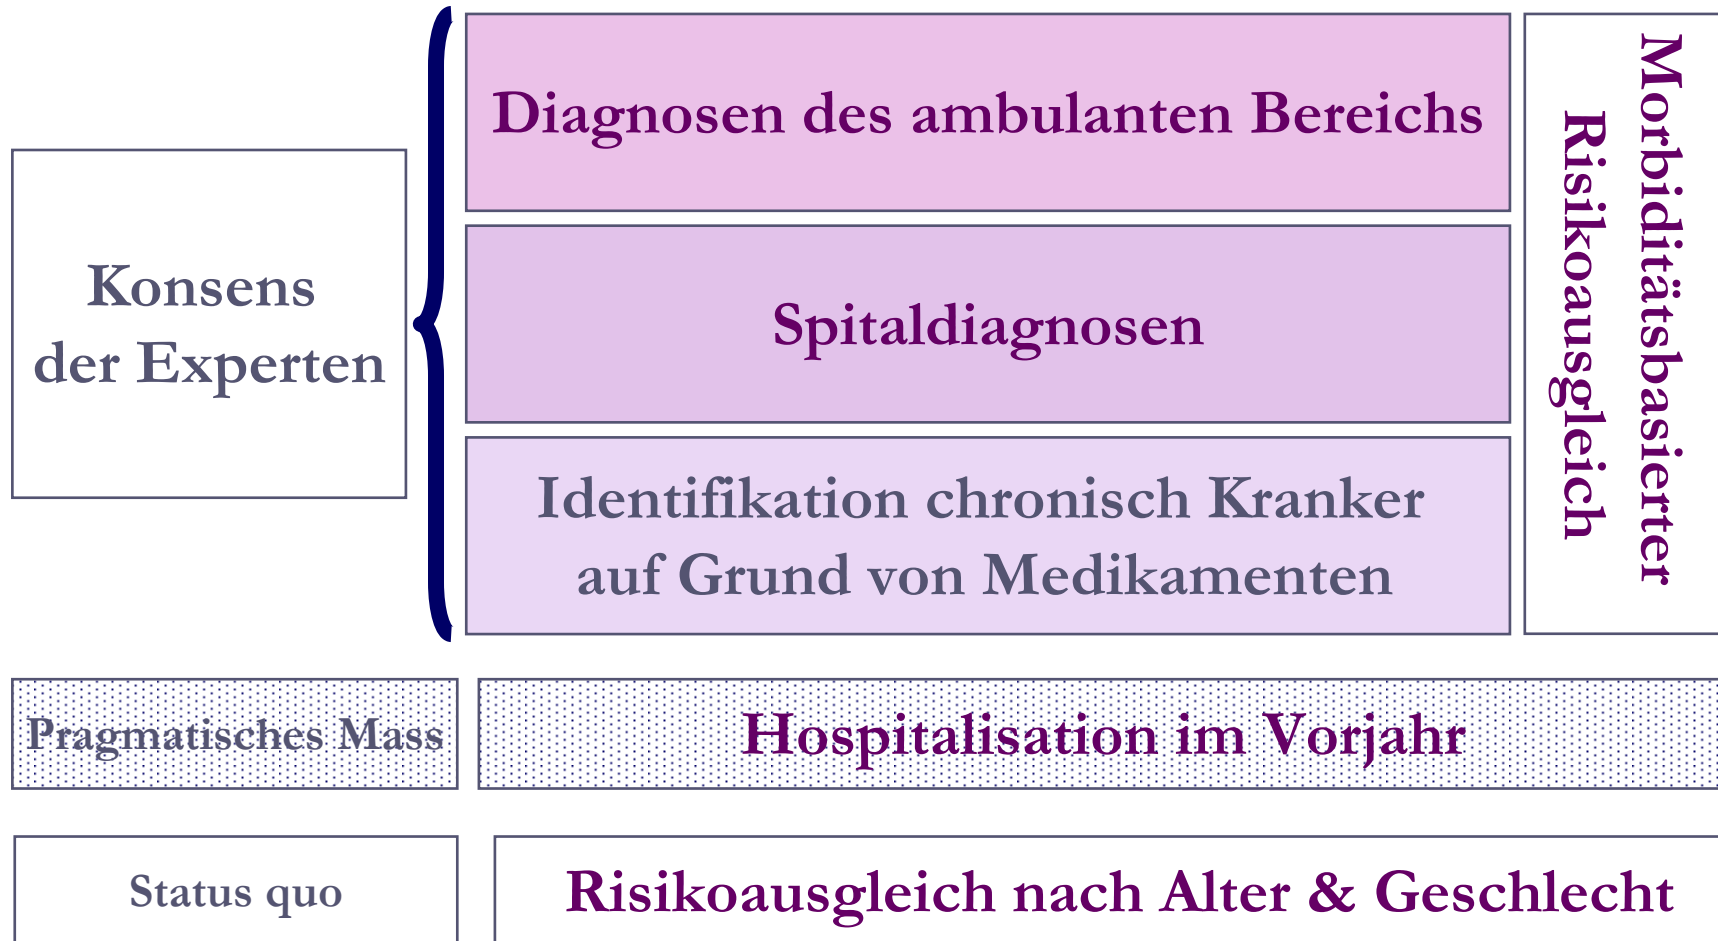 Diagnosen des ambulanten Bereichs
Konsens
der Experten
Spitaldiagnosen
Identifikation chronisch Kranker
auf Grund von Medikamenten
Morbiditätsbasierter
Risikoausgleich
Pragmatisches Mass
Hospitalisation im Vorjahr
Status quo
Risikoausgleich nach Alter & Geschlecht